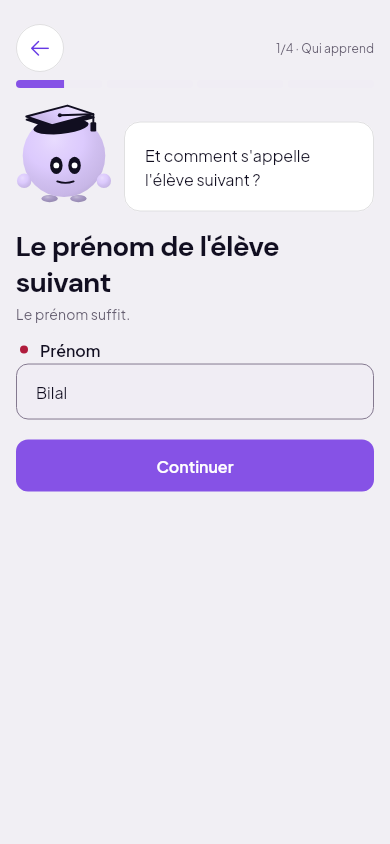 1/4 · Qui apprend
Et comment s'appelle
l'élève suivant ?
Le prénom de l'élève
suivant
Le prénom suffit.
Prénom
Bilal
Continuer